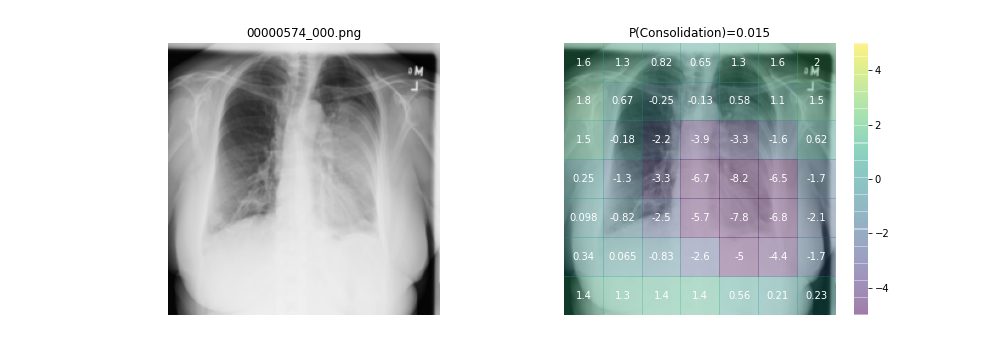 00000574_000.png
P(Consolidation)=0.015
M
L
1.6 1.3 0.82 0.65 1.3 1.6 2
1.8 0.67 -0.25 -0.13 0.58 1.1 1.5
1.5 -0.18 -2.2 -3.9 -3.3 -1.6 0.62
0.25 -1.3 -3.3 -6.7 -8.2 -6.5 -1.7
0.098 -0.82 -2.5 -5.7 -7.8 -6.8 -2.1
0.34 0.065 -0.83 -2.6 -5 -4.4 -1.7
1.4 1.3 1.4 1.4 0.56 0.21 0.23
4
2
0
−2
−4